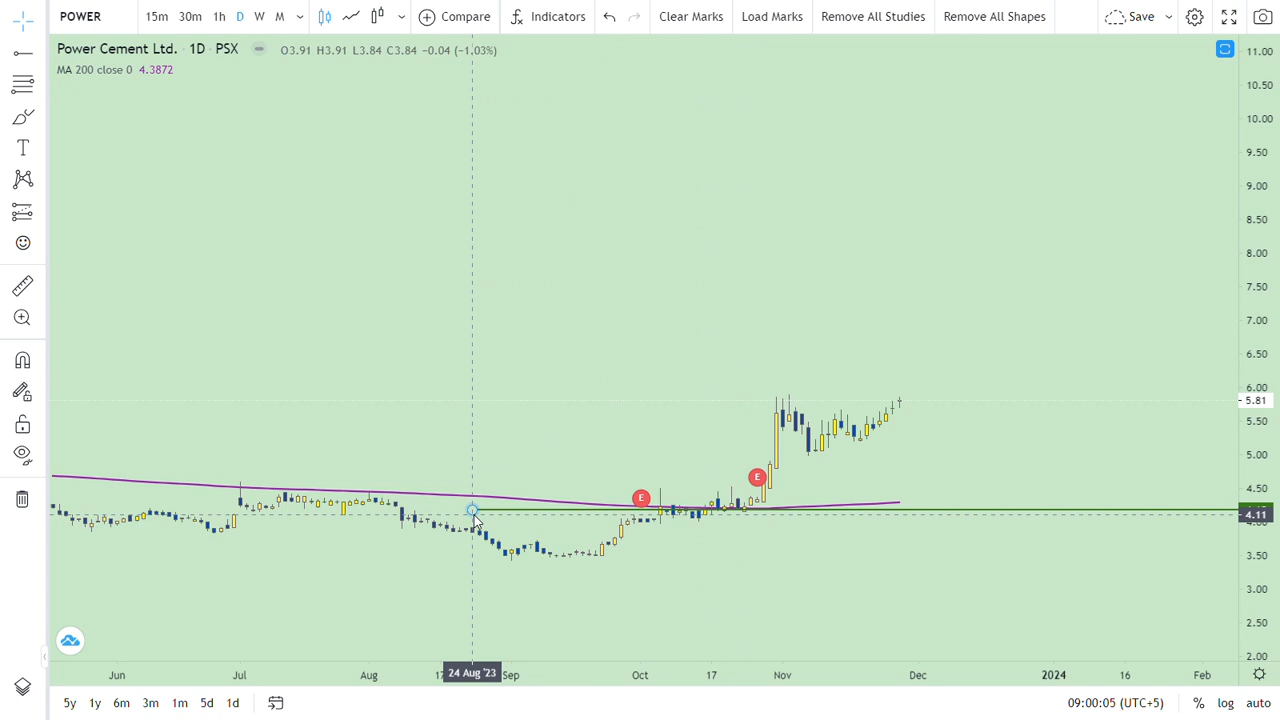 POWER 15m 30m 1h D W M Compare Indicators Clear Marks Load Marks Remove All Studies Remove All Shapes Save
Power Cement Ltd. · 1D · PSX O3.91 H3.91 L3.84 C3.84 −0.04 (−1.03%)
MA 200 close 0 4.3872
11.00
10.50
10.00
9.50
9.00
8.50
8.00
7.50
7.00
6.50
6.00
5.81
5.50
5.00
4.50
4.11
3.50
3.00
2.50
2.00
E
E
Jun Jul Aug 24 Aug '23 Sep Oct 17 Nov Dec 2024 16 Feb
5y 1y 6m 3m 1m 5d 1d 09:00:05 (UTC+5) % log auto